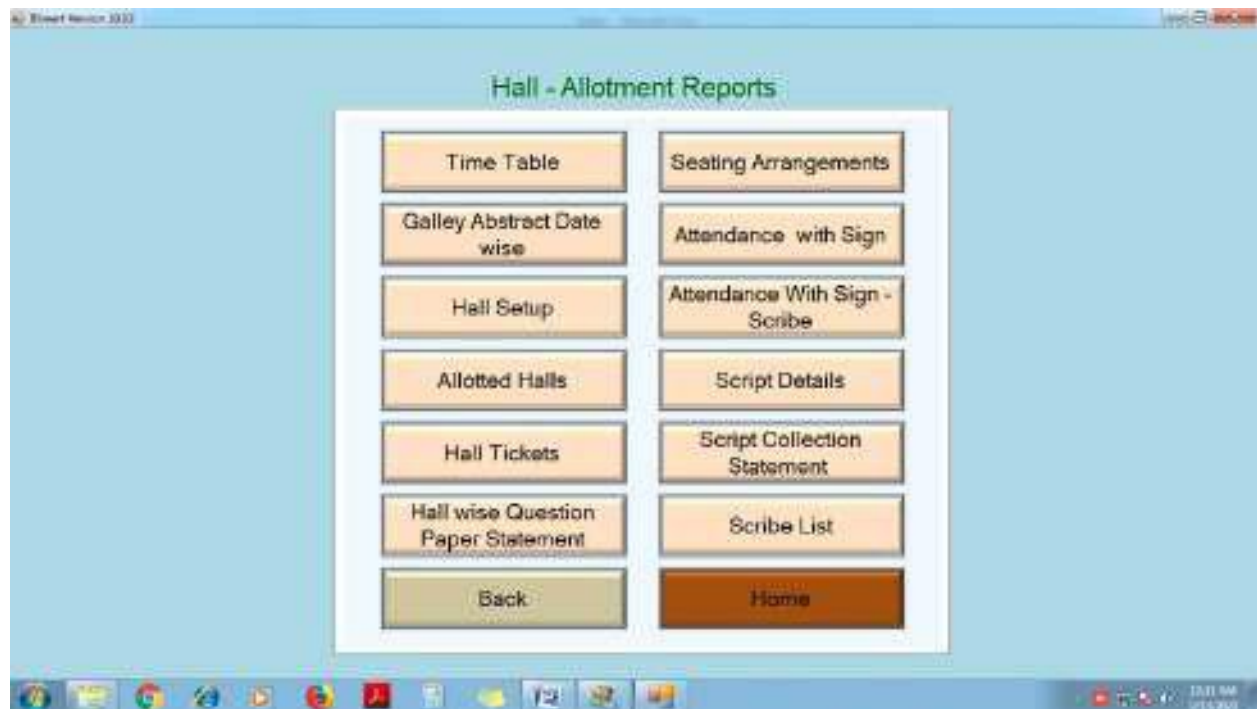 Hall - Allotment Reports
Time Table
Seating Arrangements
Galley Abstract Date
wise
Attendance with Sign
Hall Setup
Attendance With Sign -
Scribe
Allotted Halls
Script Details
Hall Tickets
Script Collection
Statement
Hall wise Question
Paper Statement
Scribe List
Back
Home